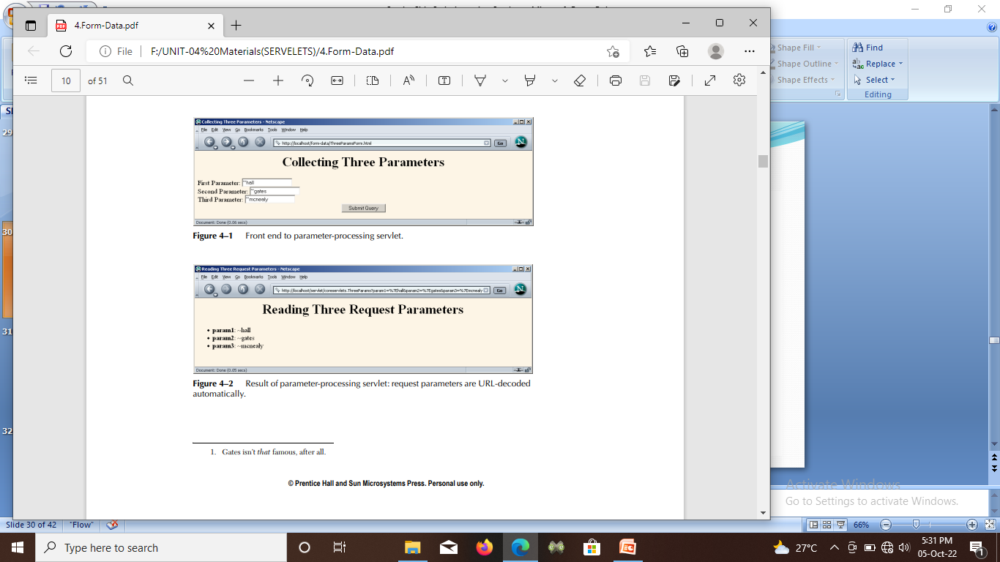 4.Form-Data.pdf
File
F:/UNIT-04%20Materials(SERVELETS)/4.Form-Data.pdf
10 of 51
Collecting Three Parameters - Netscape
File Edit View Go Bookmarks Tools Window Help
http://localhost/form-data/ThreeParamsForm.html
Go
Collecting Three Parameters
First Parameter: ~hall
Second Parameter: ~gates
Third Parameter: ~mcnealy
Submit Query
Document: Done (0.06 secs)
Figure 4–1 Front end to parameter-processing servlet.
Reading Three Request Parameters - Netscape
File Edit View Go Bookmarks Tools Window Help
http://localhost/servlet/coreservlets.ThreeParams?param1=%7Ehall&param2=%7Egates&param3=%7Emcnealy
Go
Reading Three Request Parameters
• param1: ~hall
• param2: ~gates
• param3: ~mcnealy
Document: Done (0.05 secs)
Figure 4–2 Result of parameter-processing servlet: request parameters are URL-decoded
automatically.
1. Gates isn't that famous, after all.
© Prentice Hall and Sun Microsystems Press. Personal use only.
Shape Fill
Shape Outline
Shape Effects
Find
Replace
Select
Editing
29
30
31
32
Activate Windows
Go to Settings to activate Windows.
Slide 30 of 42
"Flow"
66%
Type here to search
27°C
5:31 PM
05-Oct-22
1